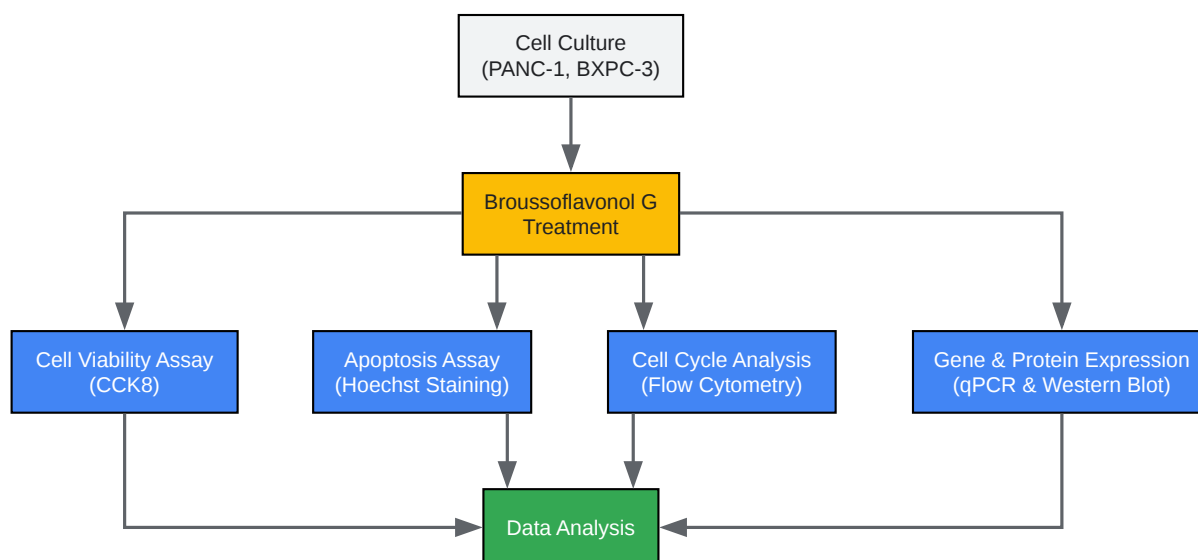 Cell Culture
(PANC-1, BXPC-3)
Broussoflavonol G
Treatment
Cell Viability Assay
(CCK8)
Apoptosis Assay
(Hoechst Staining)
Cell Cycle Analysis
(Flow Cytometry)
Gene & Protein Expression
(qPCR & Western Blot)
Data Analysis